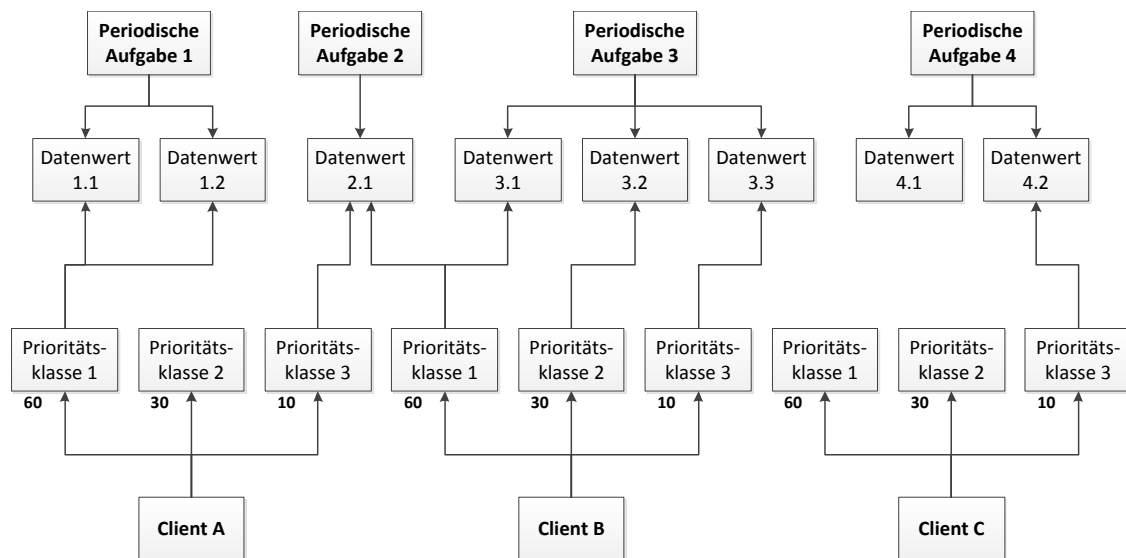 Periodische
Aufgabe 1
Periodische
Aufgabe 2
Periodische
Aufgabe 3
Periodische
Aufgabe 4
Datenwert
1.1
Datenwert
1.2
Datenwert
2.1
Datenwert
3.1
Datenwert
3.2
Datenwert
3.3
Datenwert
4.1
Datenwert
4.2
Prioritäts-
klasse 1
60
Prioritäts-
klasse 2
30
Prioritäts-
klasse 3
10
Prioritäts-
klasse 1
60
Prioritäts-
klasse 2
30
Prioritäts-
klasse 3
10
Prioritäts-
klasse 1
60
Prioritäts-
klasse 2
30
Prioritäts-
klasse 3
10
Client A
Client B
Client C